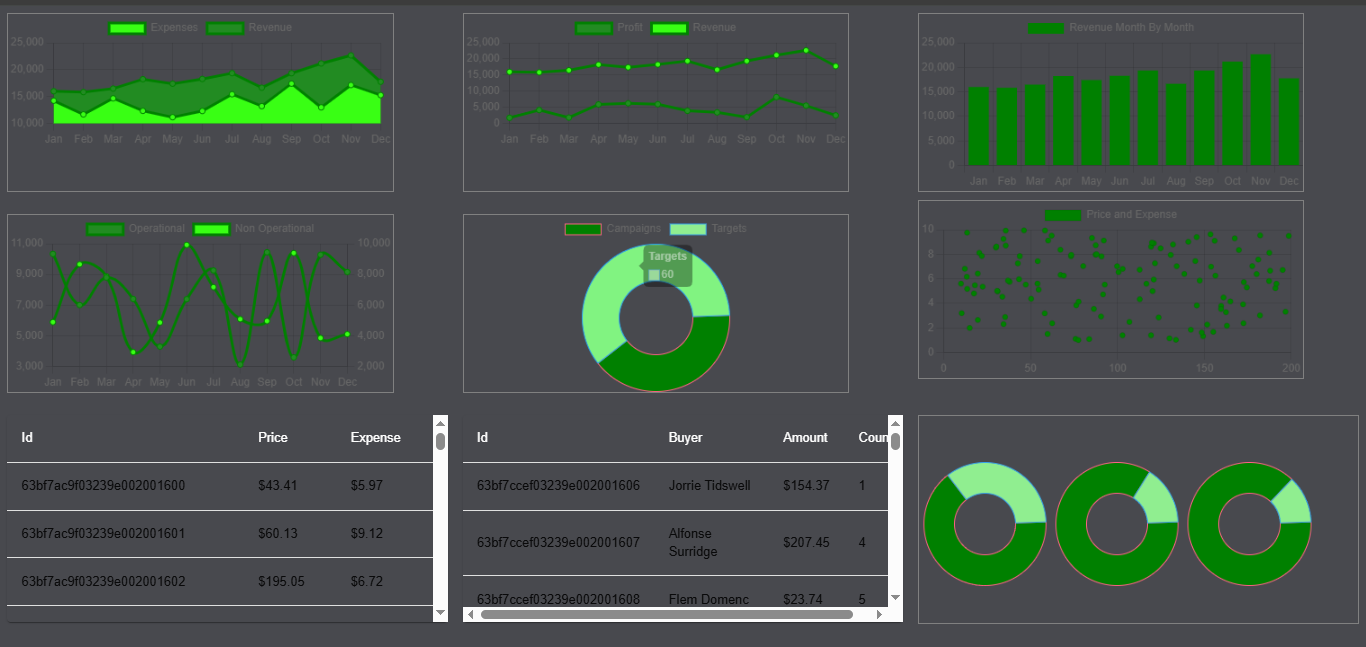 Expenses Revenue
25,000
20,000
15,000
10,000
Jan Feb Mar Apr May Jun Jul Aug Sep Oct Nov Dec
Profit Revenue
25,000
20,000
15,000
10,000
5,000
0
Jan Feb Mar Apr May Jun Jul Aug Sep Oct Nov Dec
Revenue Month By Month
25,000
20,000
15,000
10,000
5,000
0
Jan Feb Mar Apr May Jun Jul Aug Sep Oct Nov Dec
Operational Non Operational
11,000 10,000
9,000 8,000
7,000 6,000
5,000 4,000
3,000 2,000
Jan Feb Mar Apr May Jun Jul Aug Sep Oct Nov Dec
Campaigns Targets
Targets
60
Price and Expense
10
8
6
4
2
0
0 50 100 150 200
Id Price Expense
63bf7ac9f03239e002001600 $43.41 $5.97
63bf7ac9f03239e002001601 $60.13 $9.12
63bf7ac9f03239e002001602 $195.05 $6.72
Id Buyer Amount Coun
63bf7ccef03239e002001606 Jorrie Tidswell $154.37 1
63bf7ccef03239e002001607 Alfonse Surridge $207.45 4
63bf7ccef03239e002001608 Flem Domenc $23.74 5